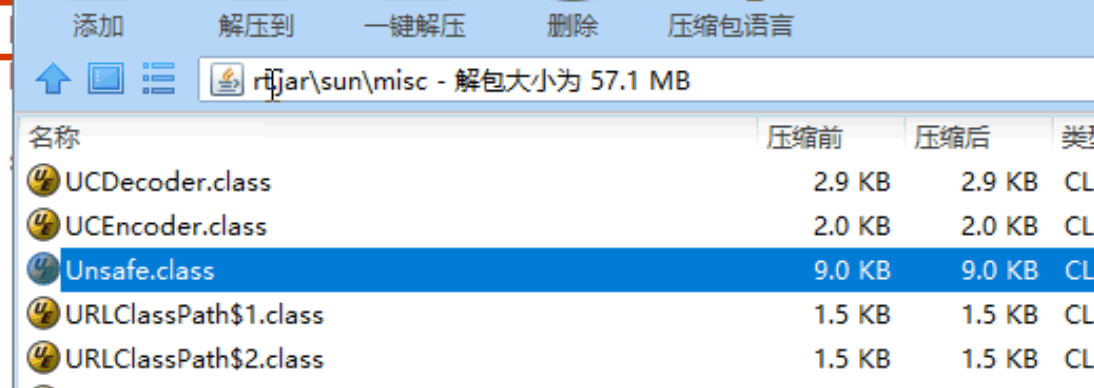 添加 解压到 一键解压 删除 压缩包语言
rt.jar\sun\misc - 解包大小为 57.1 MB
名称 压缩前 压缩后
UCDecoder.class 2.9 KB 2.9 KB CL
UCEncoder.class 2.0 KB 2.0 KB CL
Unsafe.class 9.0 KB 9.0 KB CL
URLClassPath$1.class 1.5 KB 1.5 KB CL
URLClassPath$2.class 1.5 KB 1.5 KB CL